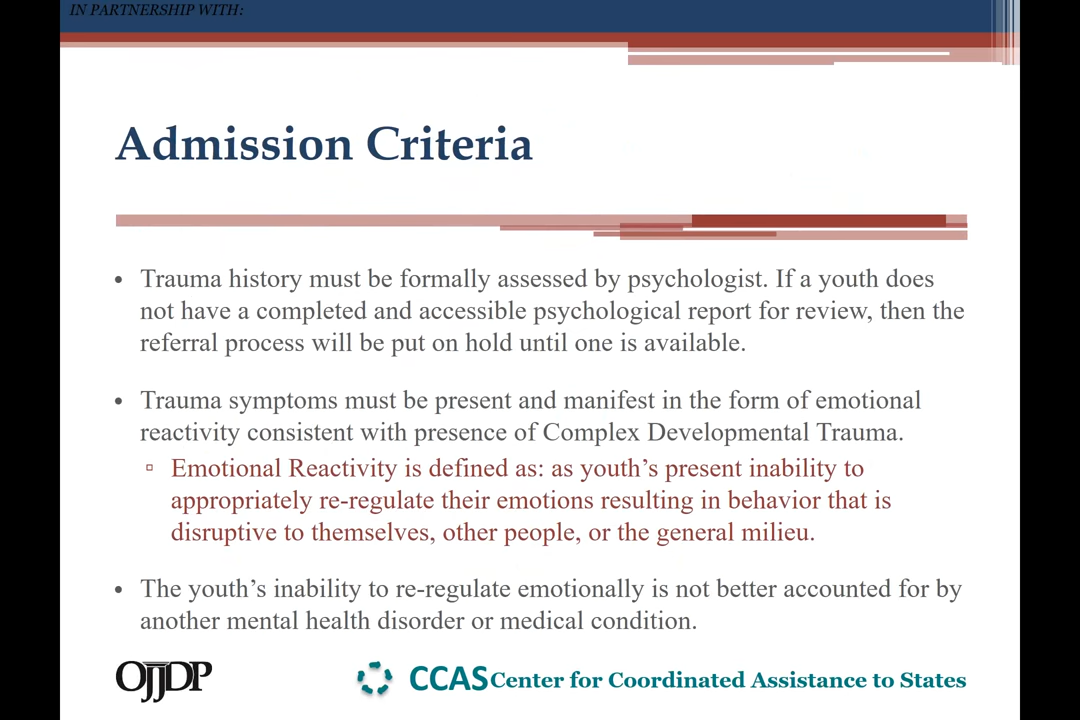 IN PARTNERSHIP WITH:
Admission Criteria
• Trauma history must be formally assessed by psychologist. If a youth does
not have a completed and accessible psychological report for review, then the
referral process will be put on hold until one is available.
• Trauma symptoms must be present and manifest in the form of emotional
reactivity consistent with presence of Complex Developmental Trauma.
▫ Emotional Reactivity is defined as: as youth’s present inability to
appropriately re-regulate their emotions resulting in behavior that is
disruptive to themselves, other people, or the general milieu.
• The youth’s inability to re-regulate emotionally is not better accounted for by
another mental health disorder or medical condition.
OJJDP
CCAS Center for Coordinated Assistance to States